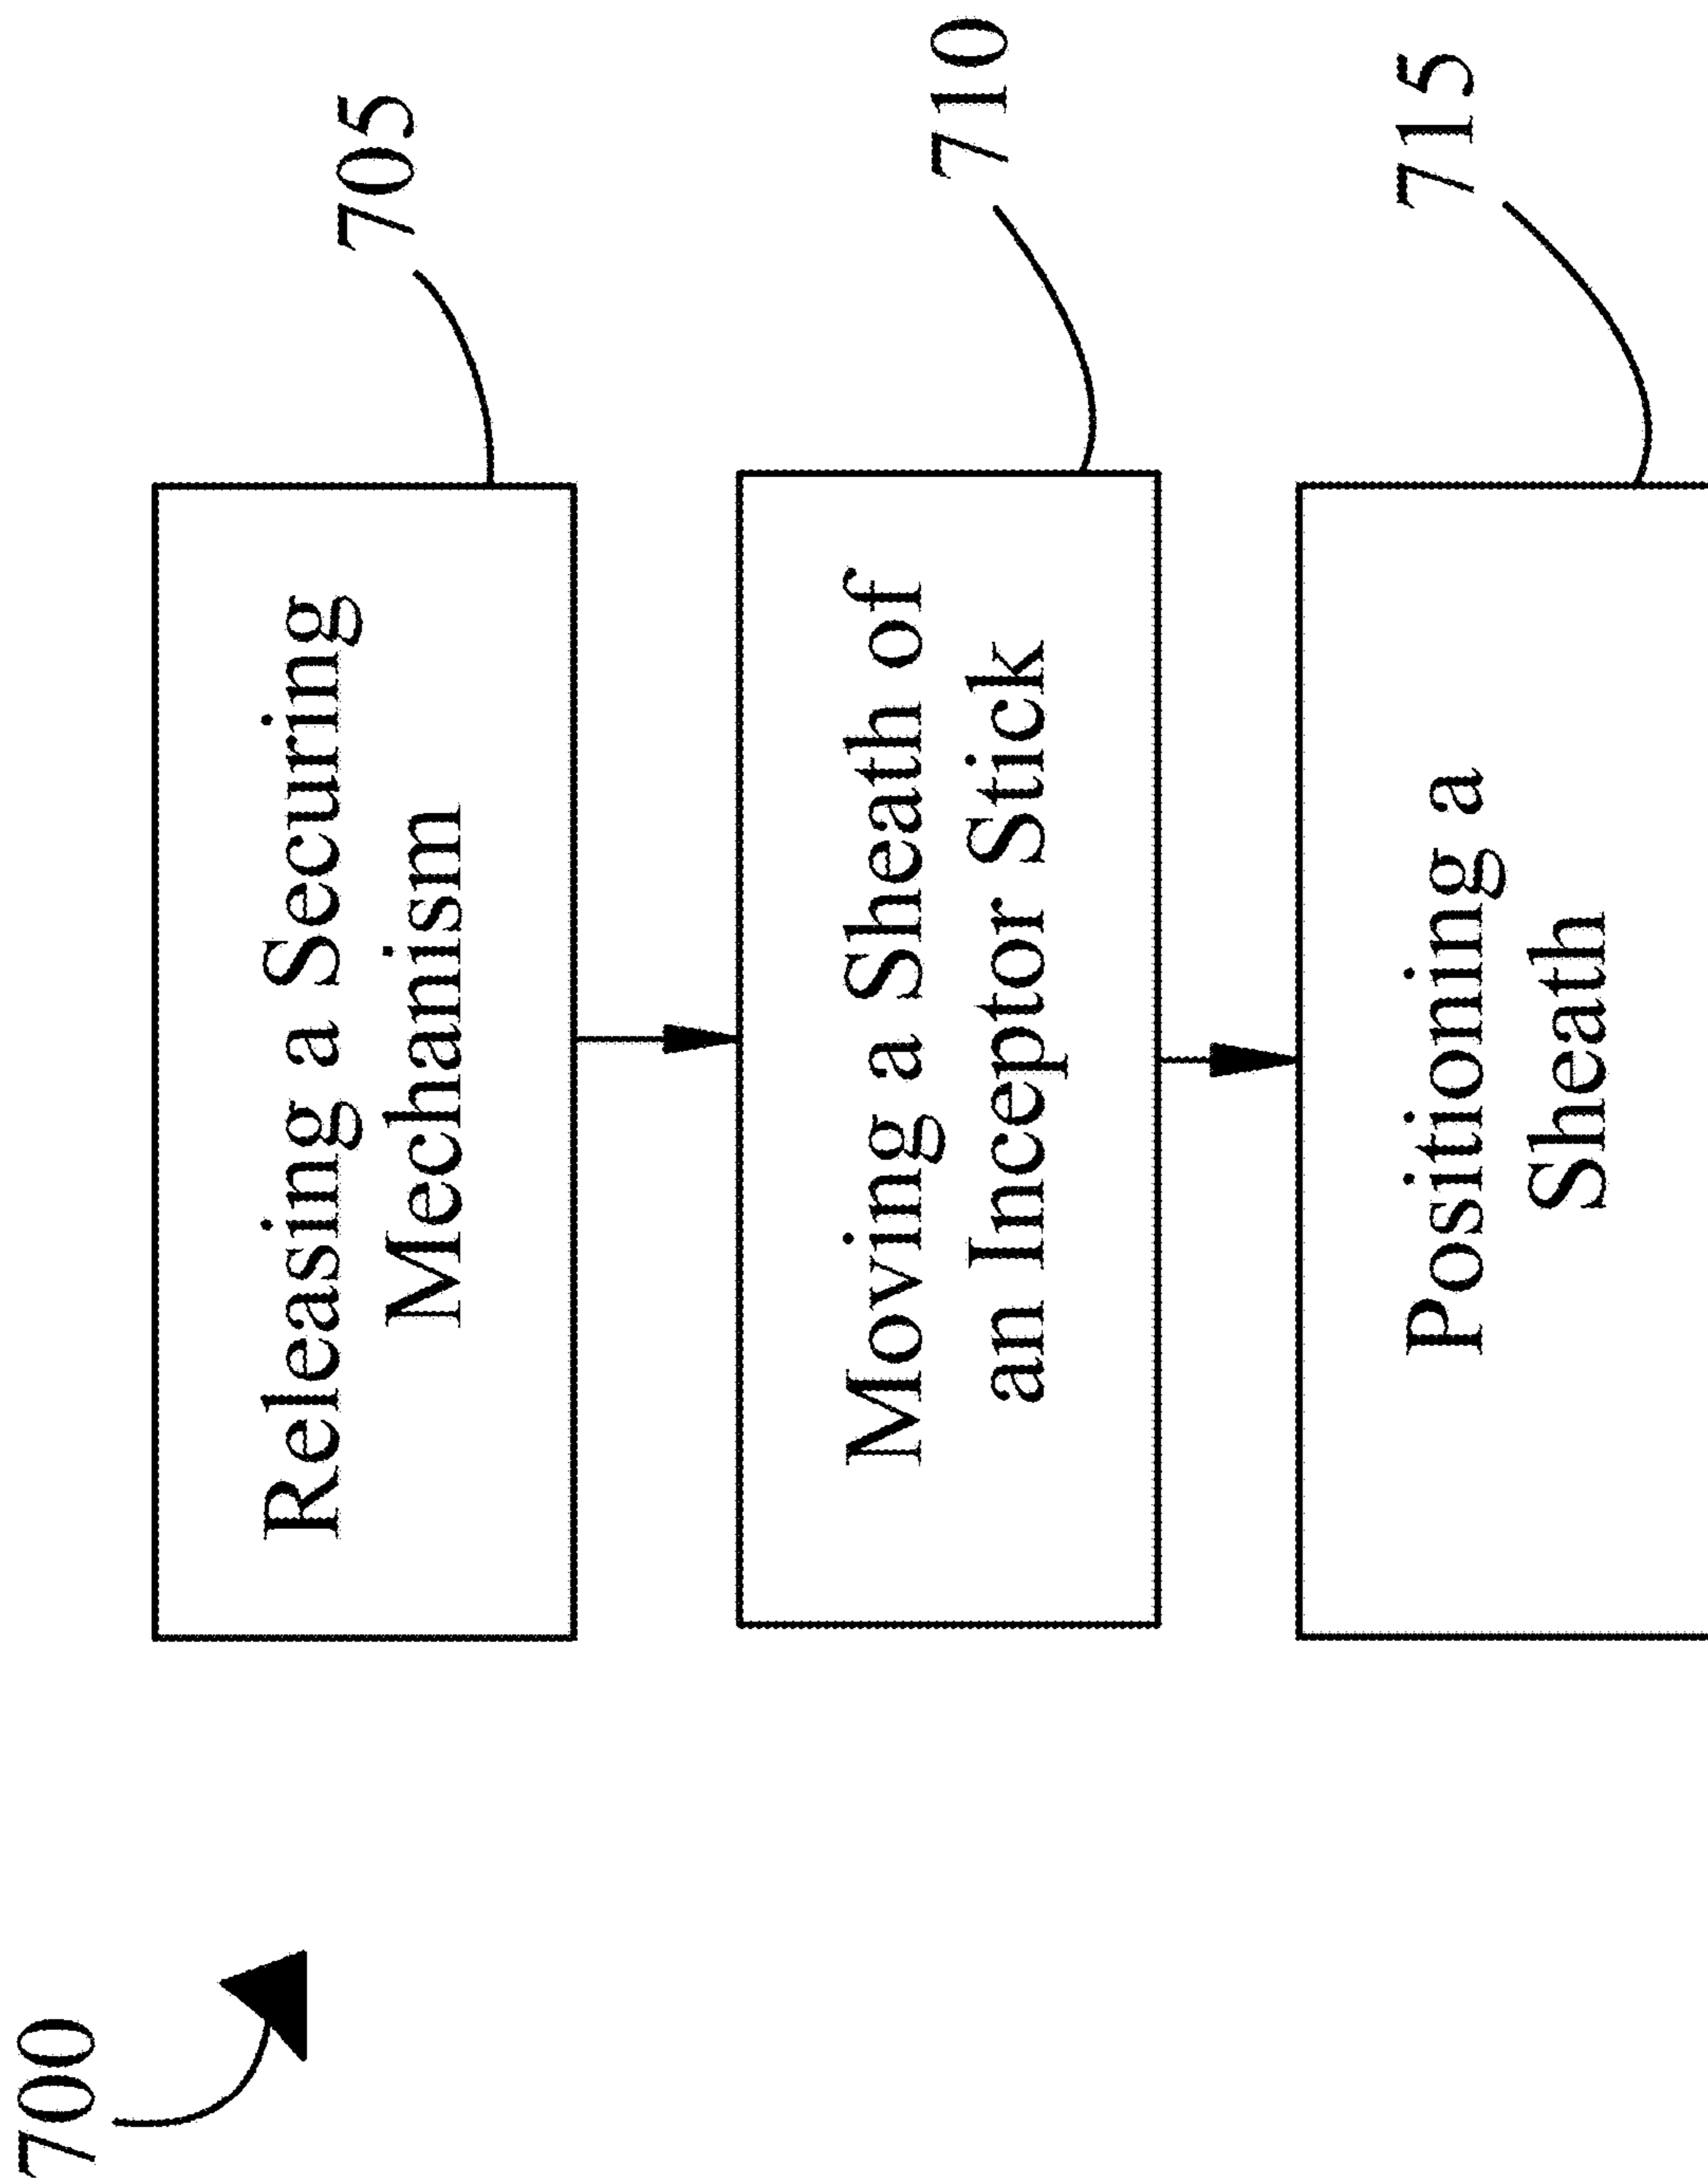 700
Releasing a Securing
Mechanism
705
Moving a Sheath of
an Inceptor Stick
710
Positioning a
Sheath
715